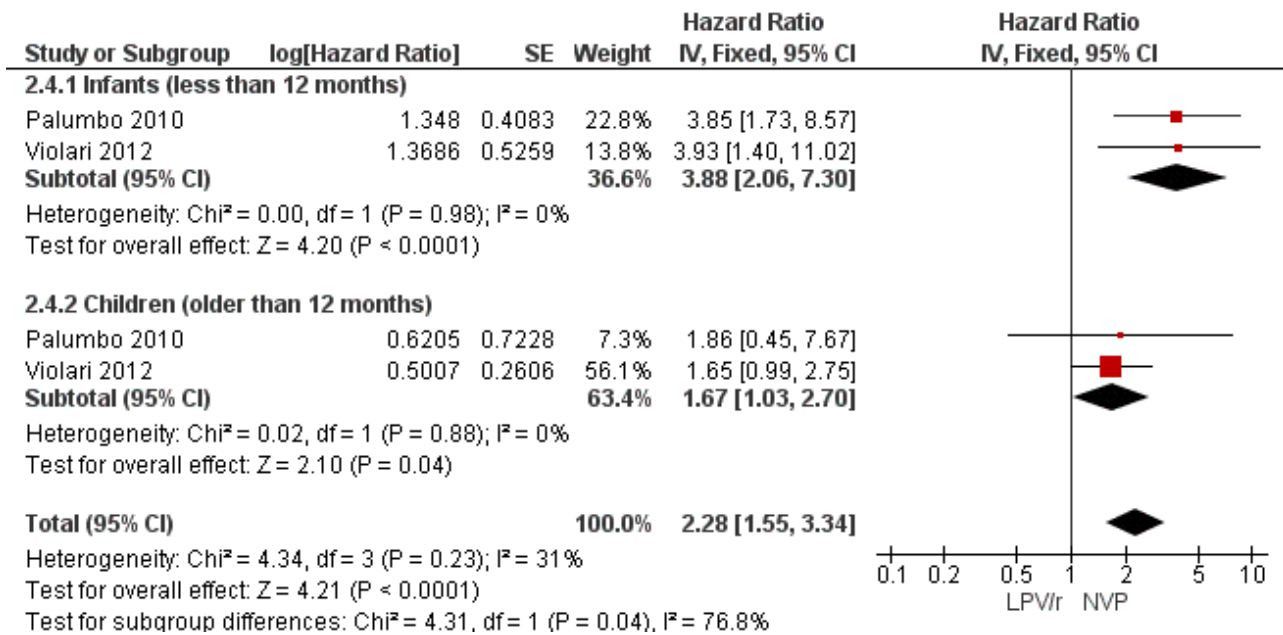 Hazard Ratio Hazard Ratio
Study or Subgroup log[Hazard Ratio] SE Weight IV, Fixed, 95% CI IV, Fixed, 95% CI
2.4.1 Infants (less than 12 months)
Palumbo 2010 1.348 0.4083 22.8% 3.85 [1.73, 8.57]
Violari 2012 1.3686 0.5259 13.8% 3.93 [1.40, 11.02]
Subtotal (95% CI) 36.6% 3.88 [2.06, 7.30]
Heterogeneity: Chi² = 0.00, df = 1 (P = 0.98); I² = 0%
Test for overall effect: Z = 4.20 (P < 0.0001)
2.4.2 Children (older than 12 months)
Palumbo 2010 0.6205 0.7228 7.3% 1.86 [0.45, 7.67]
Violari 2012 0.5007 0.2606 56.1% 1.65 [0.99, 2.75]
Subtotal (95% CI) 63.4% 1.67 [1.03, 2.70]
Heterogeneity: Chi² = 0.02, df = 1 (P = 0.88); I² = 0%
Test for overall effect: Z = 2.10 (P = 0.04)
Total (95% CI) 100.0% 2.28 [1.55, 3.34]
Heterogeneity: Chi² = 4.34, df = 3 (P = 0.23); I² = 31%
Test for overall effect: Z = 4.21 (P < 0.0001)
Test for subgroup differences: Chi² = 4.31, df = 1 (P = 0.04), I² = 76.8%
0.1 0.2 0.5 1 2 5 10
LPV/r NVP